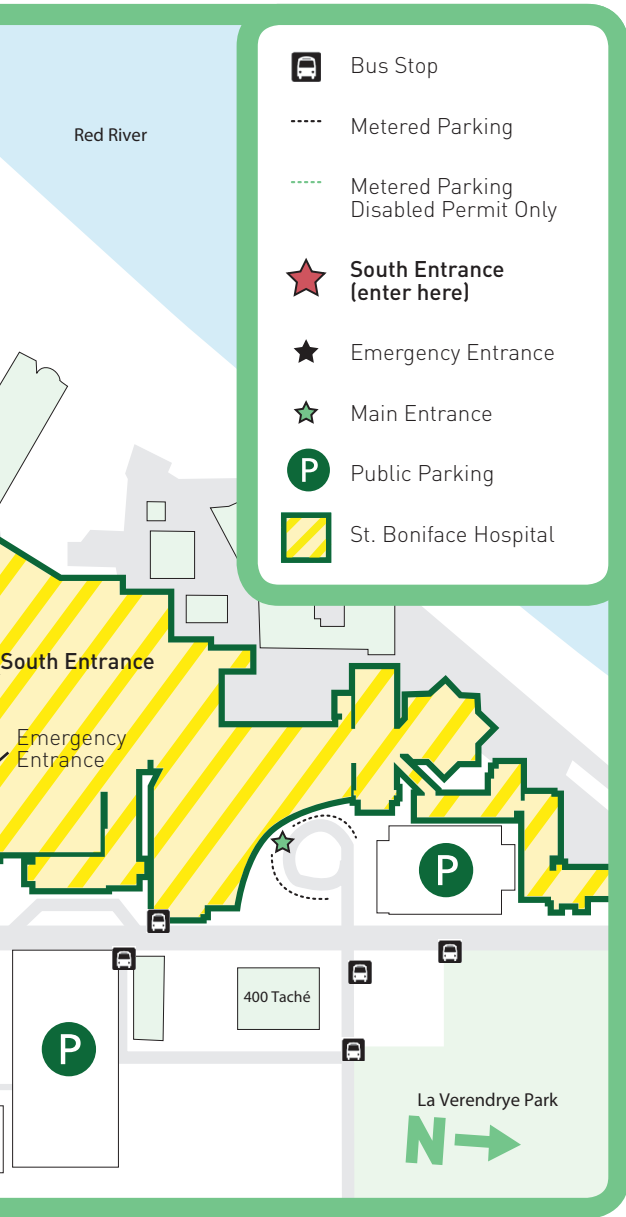 Red River
Bus Stop
Metered Parking
Metered Parking
Disabled Permit Only
South Entrance
(enter here)
Emergency Entrance
Main Entrance
P
Public Parking
St. Boniface Hospital
South Entrance
Emergency
Entrance
P
400 Taché
P
La Verendrye Park
N